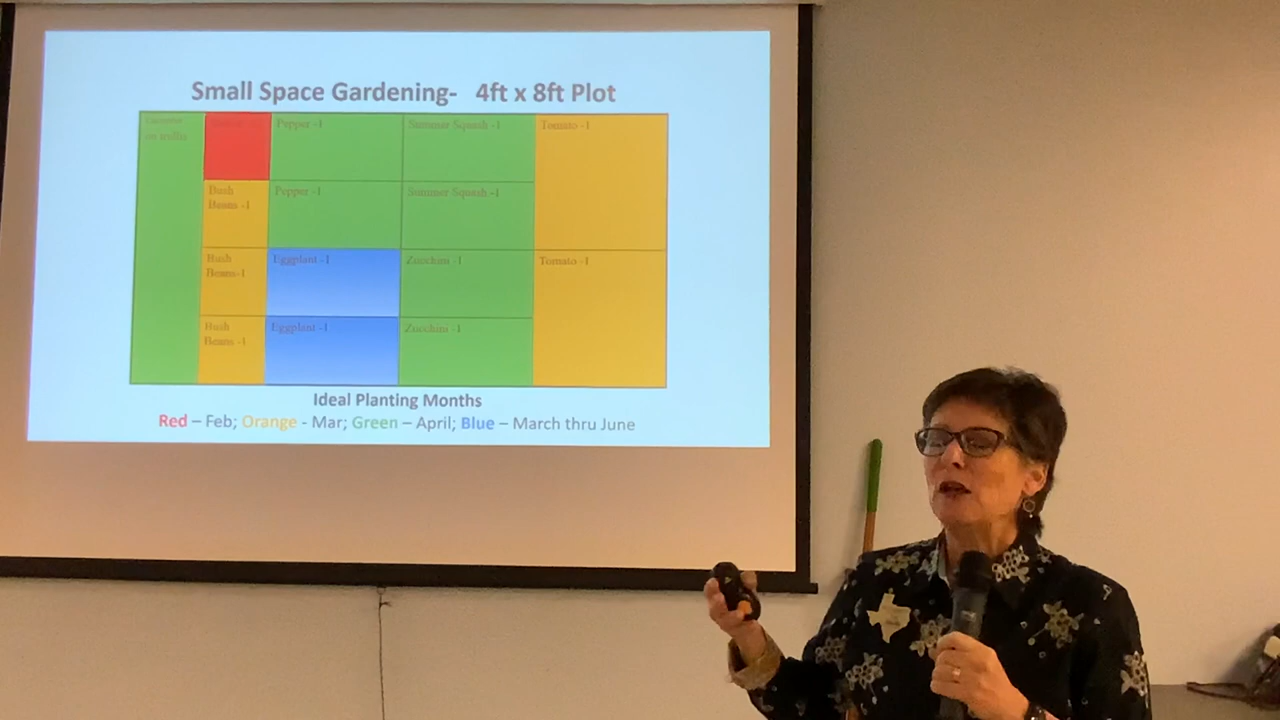 Small Space Gardening- 4ft x 8ft Plot
on trellis
Pepper -1
Summer Squash -1
Tomato -1
Bush
Beans -1
Pepper -1
Summer Squash -1
Bush
Beans-1
Eggplant -1
Zucchini -1
Tomato -1
Bush
Beans -1
Eggplant -1
Zucchini -1
Ideal Planting Months
Red – Feb; Orange - Mar; Green – April; Blue – March thru June